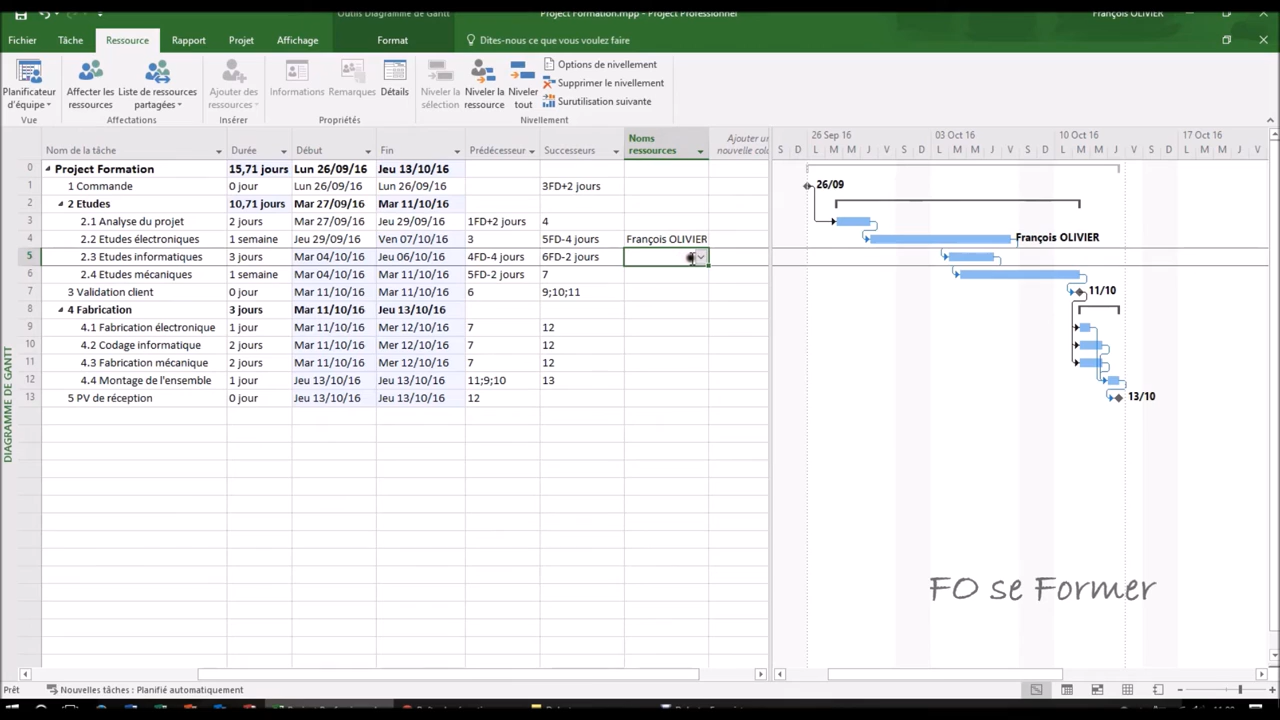 Outils Diagramme de Gantt
Project Formation.mpp - Project Professionnel
François OLIVIER
Fichier Tâche Ressource Rapport Projet Affichage Format Dites-nous ce que vous voulez faire
Planificateur d'équipe
Affecter les ressources
Liste de ressources partagées
Ajouter des ressources
Informations
Remarques
Détails
Niveler la sélection
Niveler la ressource
Niveler tout
Options de nivellement
Supprimer le nivellement
Surutilisation suivante
Vue Affectations Insérer Propriétés Nivellement
Nom de la tâche Durée Début Fin Prédécesseur Successeurs Noms ressources Ajouter un nouvelle col
26 Sep 16 03 Oct 16 10 Oct 16 17 Oct 16
S D L M M J V S D L M M J V S D L M M J V S D L M M J V
0 Project Formation 15,71 jours Lun 26/09/16 Jeu 13/10/16
1 1 Commande 0 jour Lun 26/09/16 Lun 26/09/16 3FD+2 jours 26/09
2 2 Etudes 10,71 jours Mar 27/09/16 Mar 11/10/16
3 2.1 Analyse du projet 2 jours Mar 27/09/16 Jeu 29/09/16 1FD+2 jours 4
4 2.2 Etudes électroniques 1 semaine Jeu 29/09/16 Ven 07/10/16 3 5FD-4 jours François OLIVIER François OLIVIER
5 2.3 Etudes informatiques 3 jours Mar 04/10/16 Jeu 06/10/16 4FD-4 jours 6FD-2 jours
6 2.4 Etudes mécaniques 1 semaine Mar 04/10/16 Mar 11/10/16 5FD-2 jours 7
7 3 Validation client 0 jour Mar 11/10/16 Mar 11/10/16 6 9;10;11 11/10
8 4 Fabrication 3 jours Mar 11/10/16 Jeu 13/10/16
9 4.1 Fabrication électronique 1 jour Mar 11/10/16 Mer 12/10/16 7 12
10 4.2 Codage informatique 2 jours Mar 11/10/16 Mer 12/10/16 7 12
11 4.3 Fabrication mécanique 2 jours Mar 11/10/16 Mer 12/10/16 7 12
12 4.4 Montage de l'ensemble 1 jour Jeu 13/10/16 Jeu 13/10/16 11;9;10 13
13 5 PV de réception 0 jour Jeu 13/10/16 Jeu 13/10/16 12 13/10
DIAGRAMME DE GANTT
FO se Former
Prêt Nouvelles tâches : Planifié automatiquement